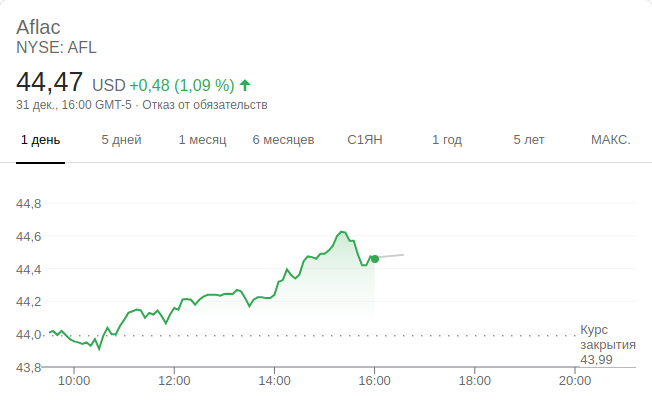 Aflac
NYSE: AFL
44,47 USD +0,48 (1,09 %)
31 дек., 16:00 GMT-5 · Отказ от обязательств
1 день 5 дней 1 месяц 6 месяцев С1ЯН 1 год 5 лет МАКС.
44,8
44,6
44,4
44,2
44,0
43,8
Курс
закрытия
43,99
10:00 12:00 14:00 16:00 18:00 20:00